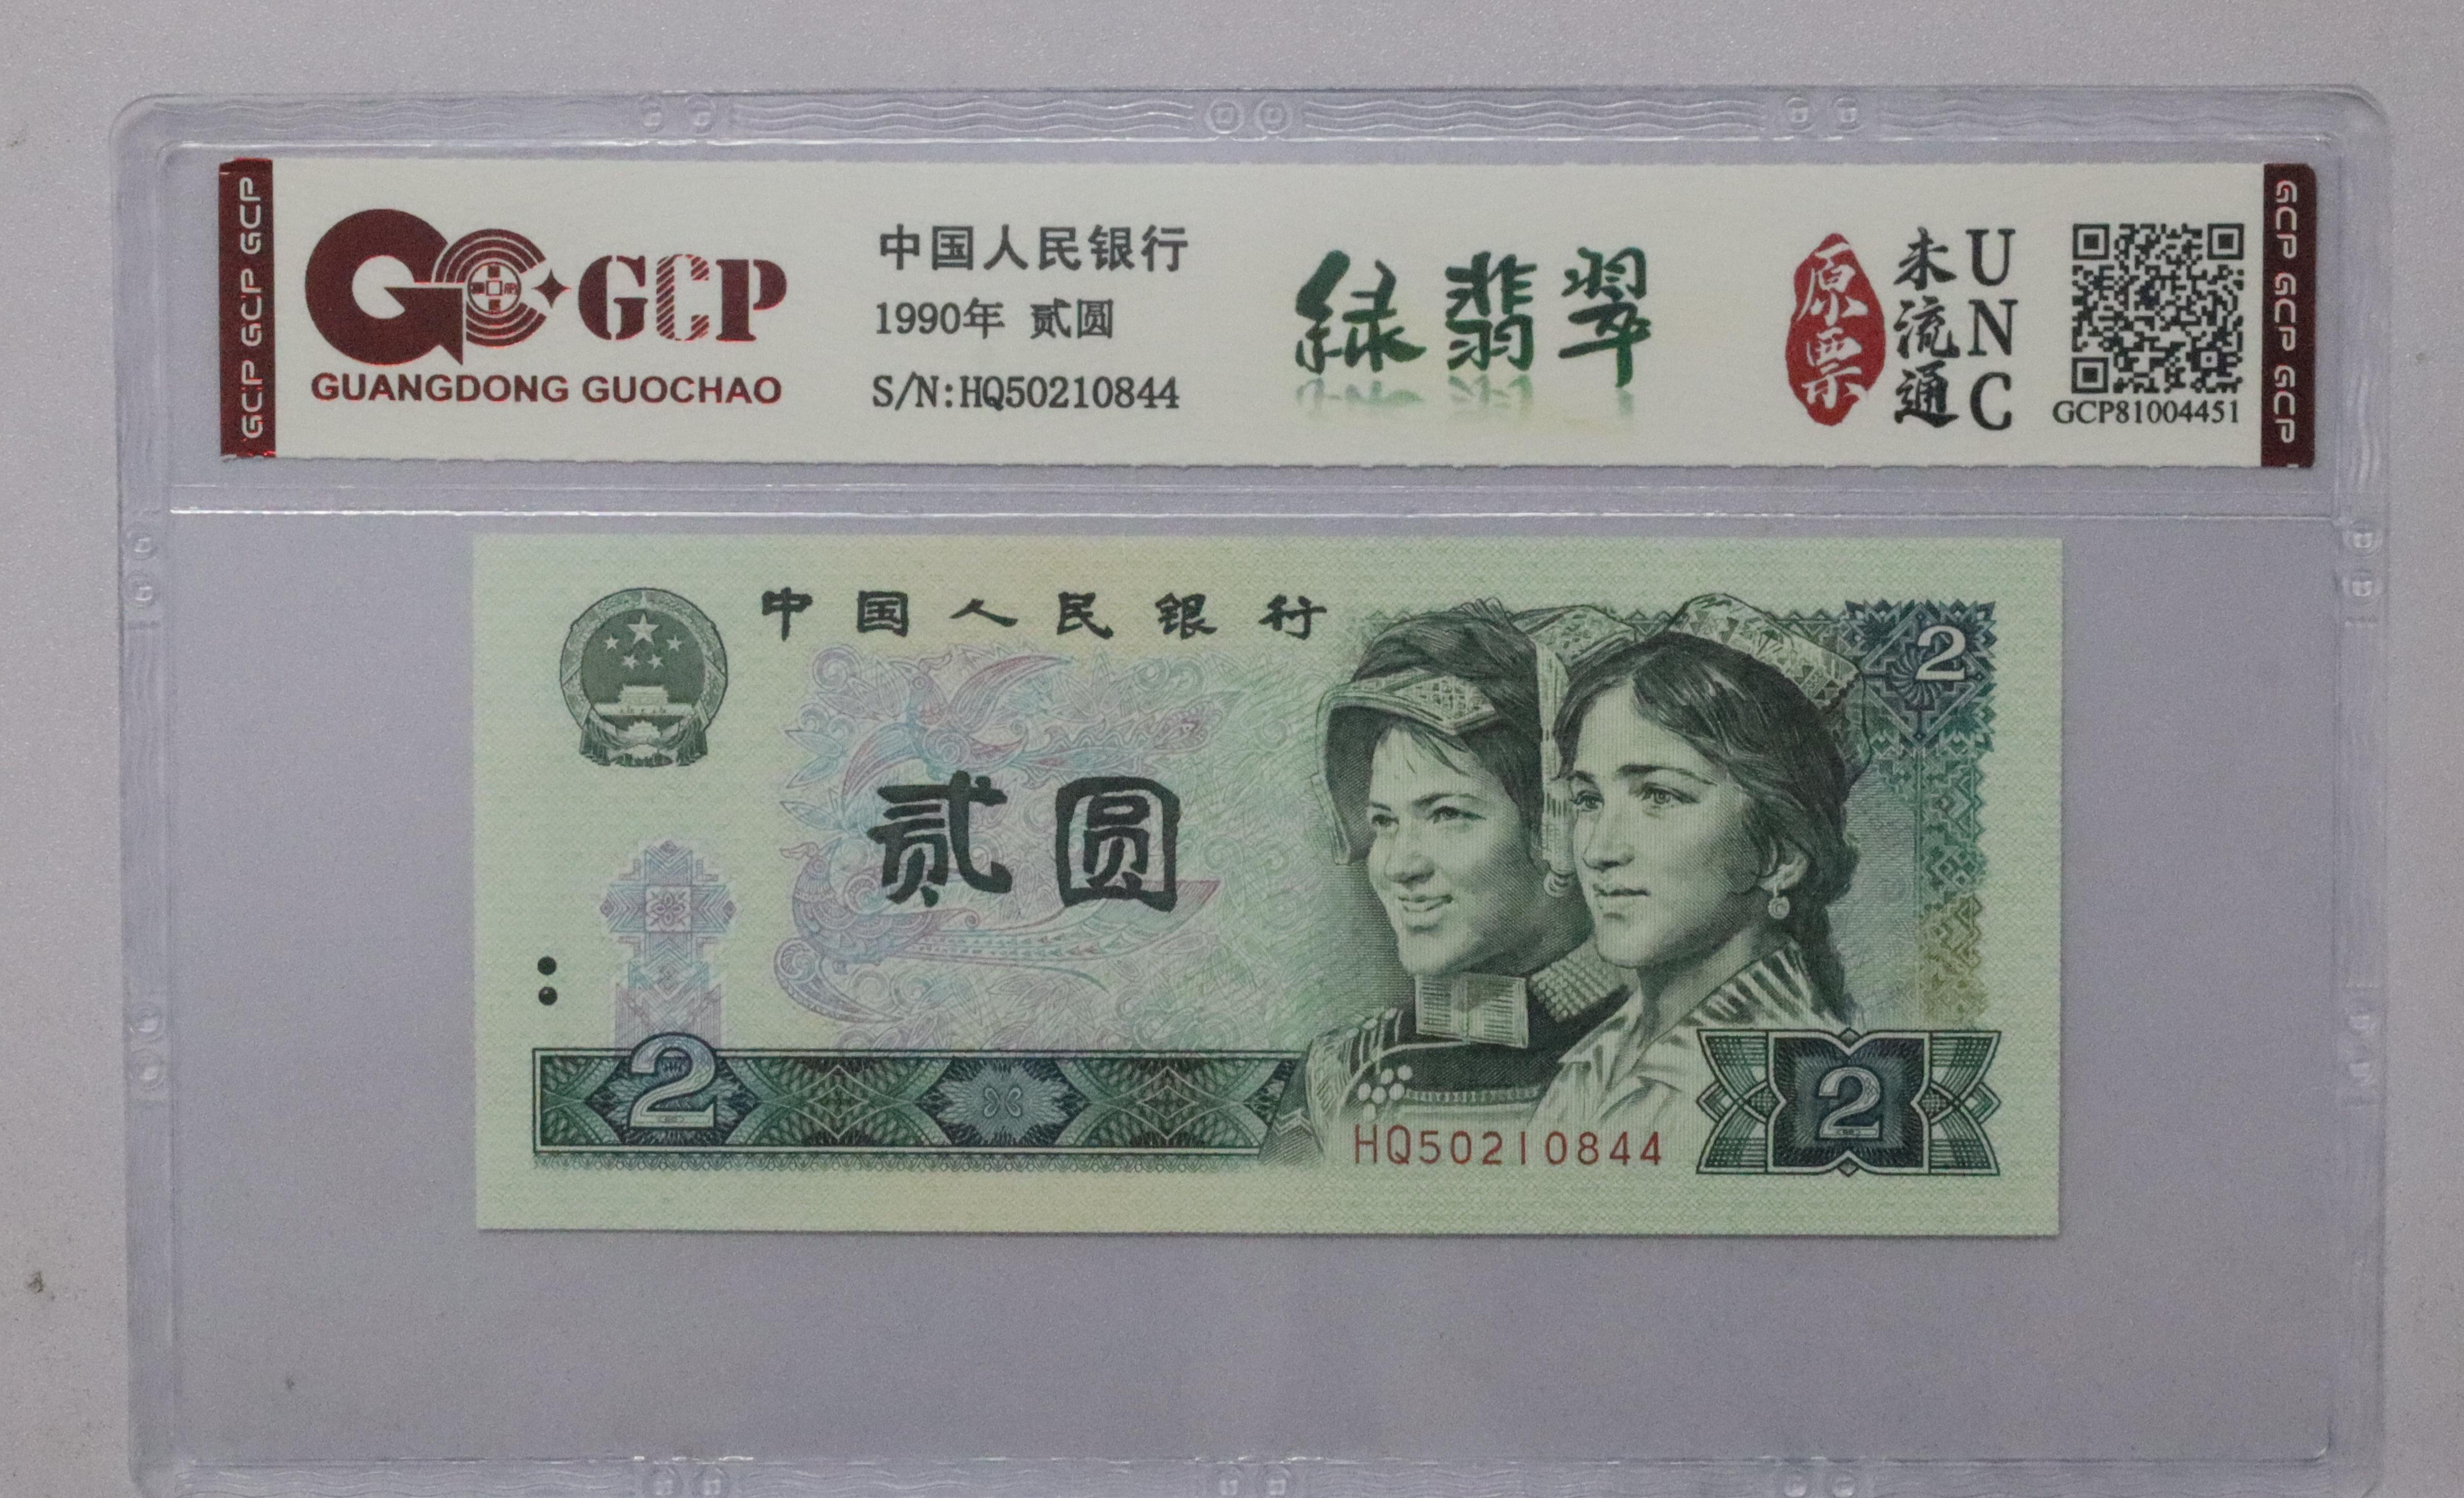 GCP GCP GCP
GCP
GUANGDONG GUOCHAO
中国人民银行
1990年 贰圆
S/N:HQ50210844
绿翡翠
原票
未流通
UNC
GCP81004451
GCP GCP GCP
中国人民银行
2
贰圆
2
HQ50210844
2